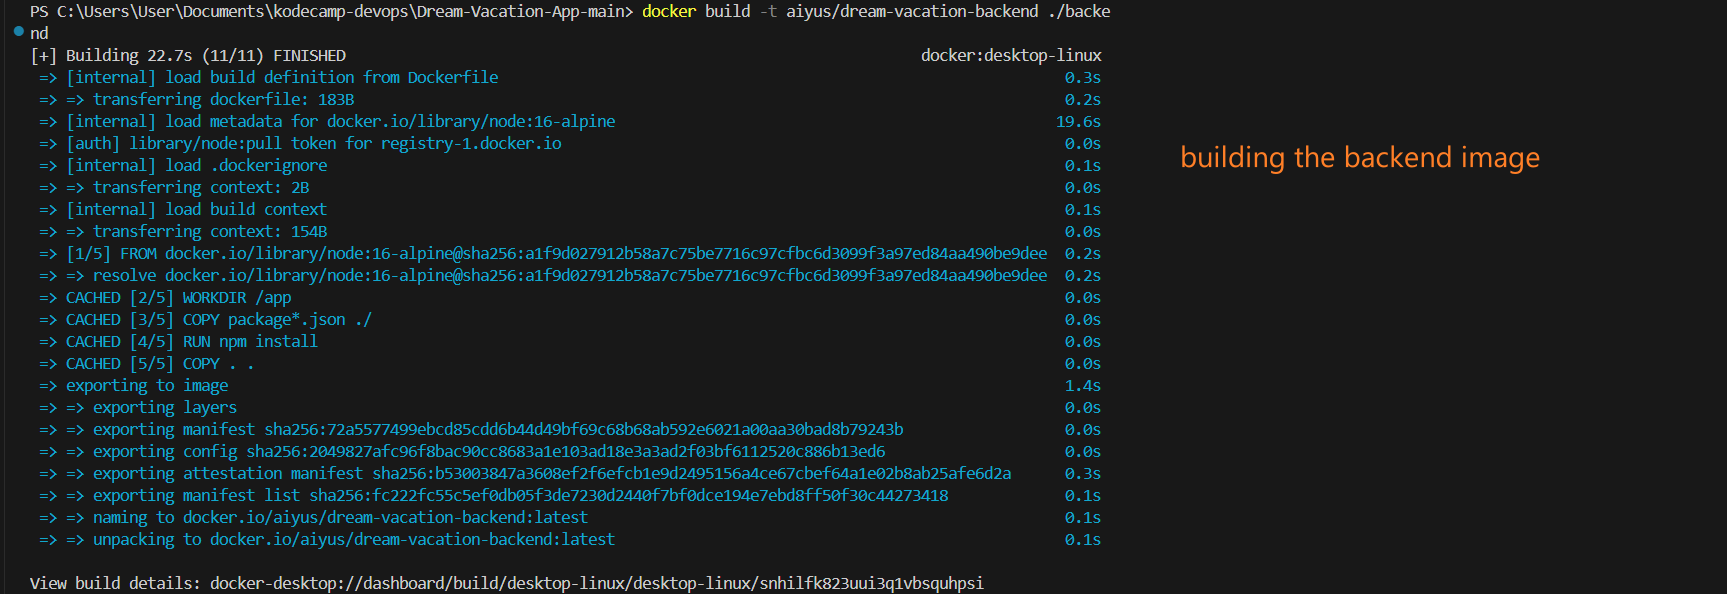 PS C:\Users\User\Documents\kodecamp-devops\Dream-Vacation-App-main> docker build -t aiyus/dream-vacation-backend ./backe
nd
[+] Building 22.7s (11/11) FINISHED docker:desktop-linux
=> [internal] load build definition from Dockerfile 0.3s
=> => transferring dockerfile: 183B 0.2s
=> [internal] load metadata for docker.io/library/node:16-alpine 19.6s
=> [auth] library/node:pull token for registry-1.docker.io 0.0s
building the backend image
=> [internal] load .dockerignore 0.1s
=> => transferring context: 2B 0.0s
=> [internal] load build context 0.1s
=> => transferring context: 154B 0.0s
=> [1/5] FROM docker.io/library/node:16-alpine@sha256:a1f9d027912b58a7c75be7716c97cfbc6d3099f3a97ed84aa490be9dee 0.2s
=> => resolve docker.io/library/node:16-alpine@sha256:a1f9d027912b58a7c75be7716c97cfbc6d3099f3a97ed84aa490be9dee 0.2s
=> CACHED [2/5] WORKDIR /app 0.0s
=> CACHED [3/5] COPY package*.json ./ 0.0s
=> CACHED [4/5] RUN npm install 0.0s
=> CACHED [5/5] COPY . . 0.0s
=> exporting to image 1.4s
=> => exporting layers 0.0s
=> => exporting manifest sha256:72a5577499ebcd85cdd6b44d49bf69c68b68ab592e6021a00aa30bad8b79243b 0.0s
=> => exporting config sha256:2049827afc96f8bac90cc8683a1e103ad18e3a3ad2f03bf6112520c886b13ed6 0.0s
=> => exporting attestation manifest sha256:b53003847a3608ef2f6efcb1e9d2495156a4ce67cbef64a1e02b8ab25afe6d2a 0.3s
=> => exporting manifest list sha256:fc222fc55c5ef0db05f3de7230d2440f7bf0dce194e7ebd8ff50f30c44273418 0.1s
=> => naming to docker.io/aiyus/dream-vacation-backend:latest 0.1s
=> => unpacking to docker.io/aiyus/dream-vacation-backend:latest 0.1s
View build details: docker-desktop://dashboard/build/desktop-linux/desktop-linux/snhilfk823uui3q1vbsquhpsi